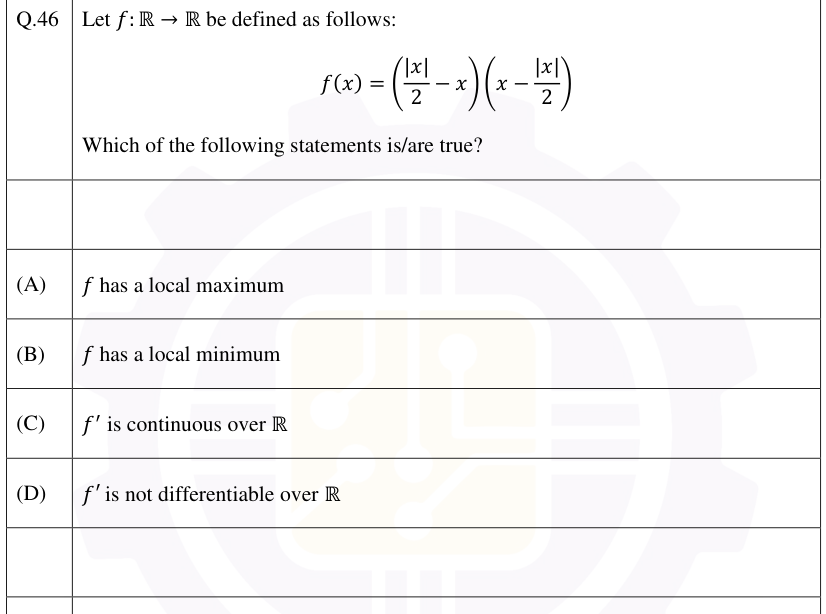 Q.46 Let f: ℝ → ℝ be defined as follows:
f(x) = (|x|/2 − x)(x − |x|/2)
Which of the following statements is/are true?
(A) f has a local maximum
(B) f has a local minimum
(C) f′ is continuous over ℝ
(D) f′ is not differentiable over ℝ